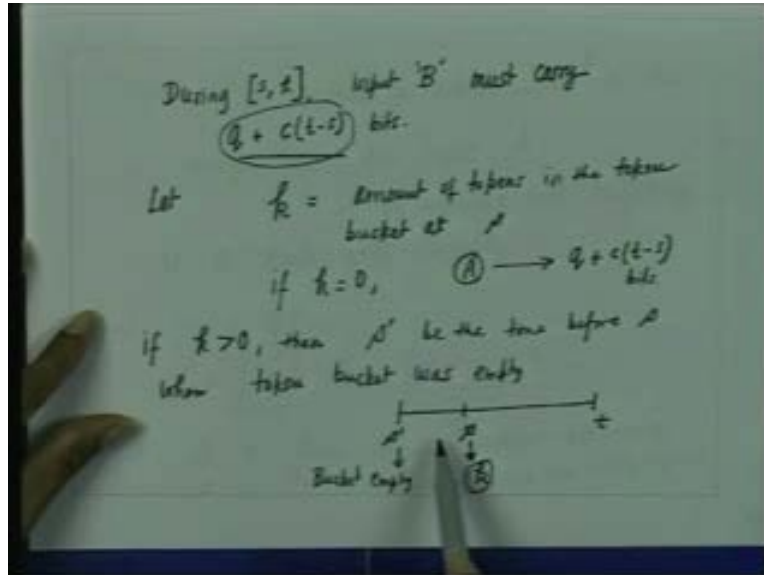 During [s, t], input 'B' must carry
q + c(t-s) bits.
Let k = amount of tokens in the token
bucket at s
if k = 0, A → q + c(t-s)
bits
if k > 0, then s' be the time before s
when token bucket was empty
s' s t
Bucket empty k